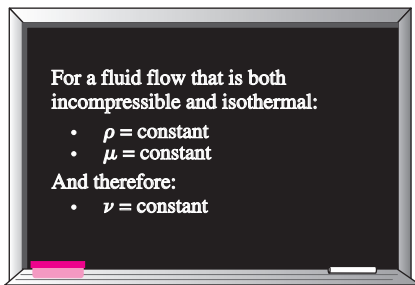 For a fluid flow that is both
incompressible and isothermal:
• ρ = constant
• μ = constant
And therefore:
• ν = constant